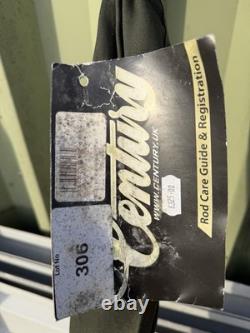 Century
WWW.CENTURY.UK
Rod Care Guide & Registration
Lot No
306